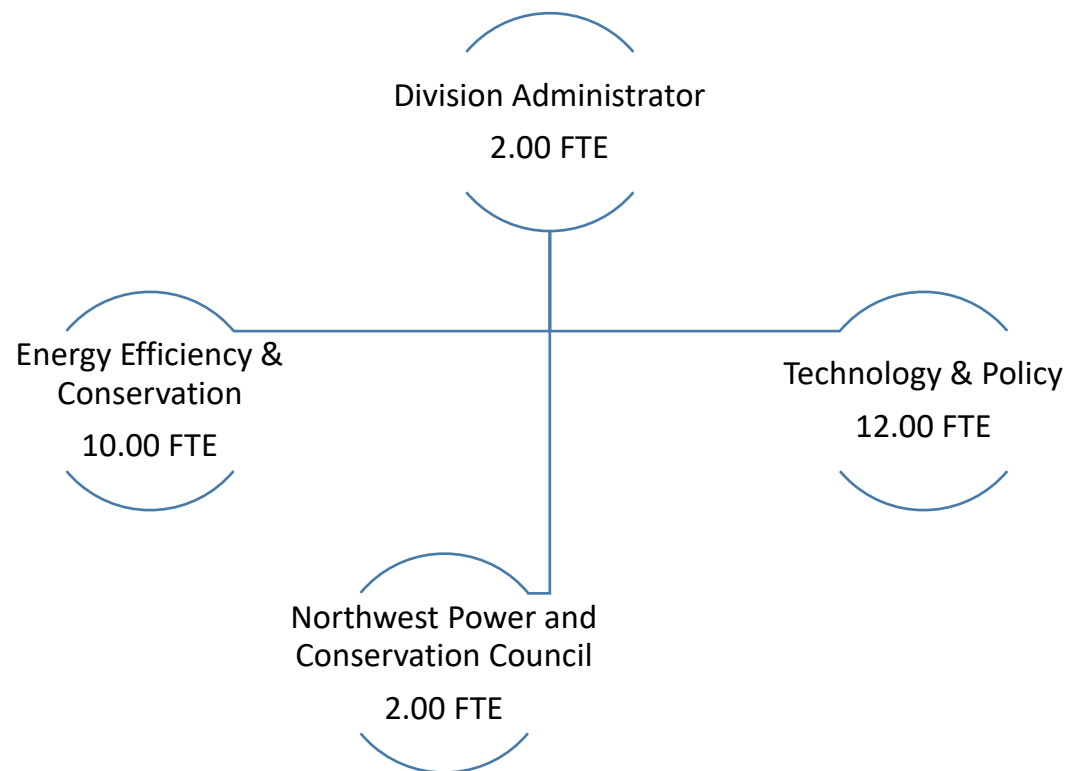 Division Administrator
2.00 FTE
Energy Efficiency &
Conservation
10.00 FTE
Technology & Policy
12.00 FTE
Northwest Power and
Conservation Council
2.00 FTE